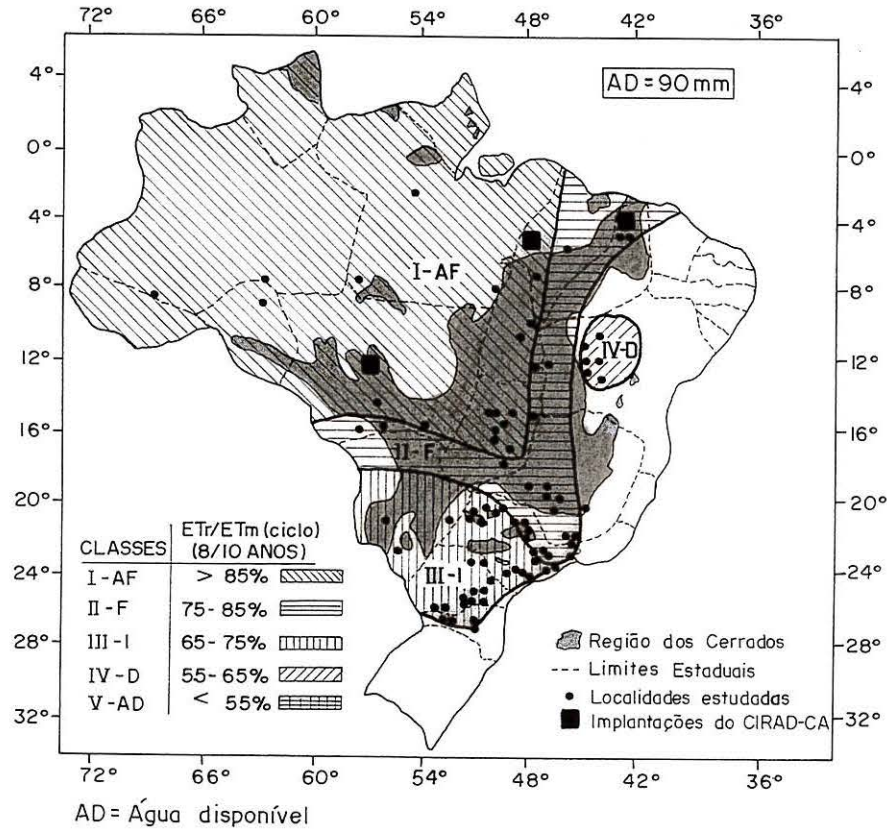 72° 66° 60° 54° 48° 42° 36°
4° 4°
AD=90mm
0° 0°
4° 4°
I-AF
8° 8°
IV-D
12° 12°
16° 16°
II-F
20° 20°
ETr/ETm (ciclo)
CLASSES (8/10 ANOS)
24° III-I 24°
I-AF > 85%
II-F 75-85%
Região dos Cerrados
28° 28°
III-I 65-75%
Limites Estaduais
IV-D 55-65%
Localidades estudadas
V-AD < 55%
Implantações do CIRAD-CA
32° 32°
72° 66° 60° 54° 48° 42° 36°
AD= Água disponível